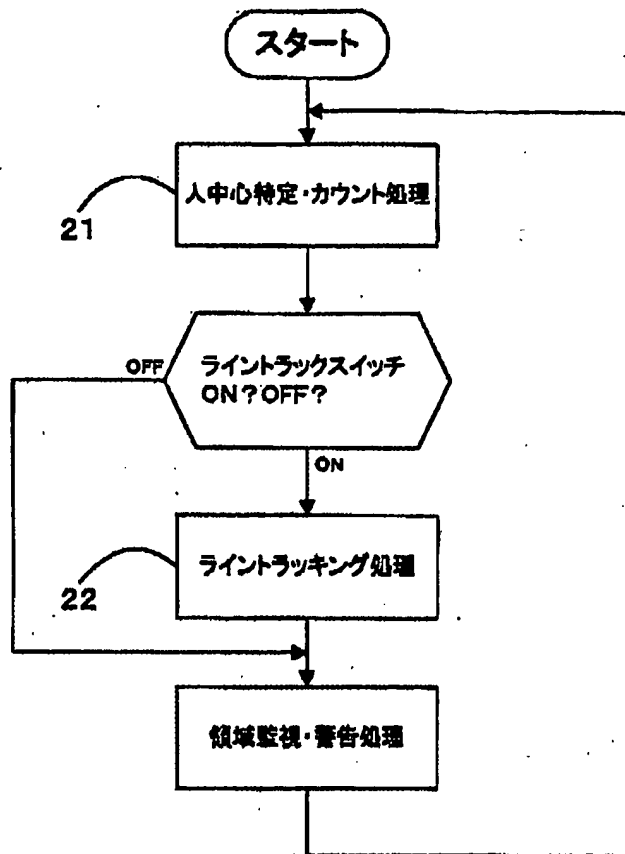 スタート
人中心特定・カウント処理
21
OFF
ライントラックスイッチ
ON?OFF?
ON
ライントラッキング処理
22
領域監視・警告処理